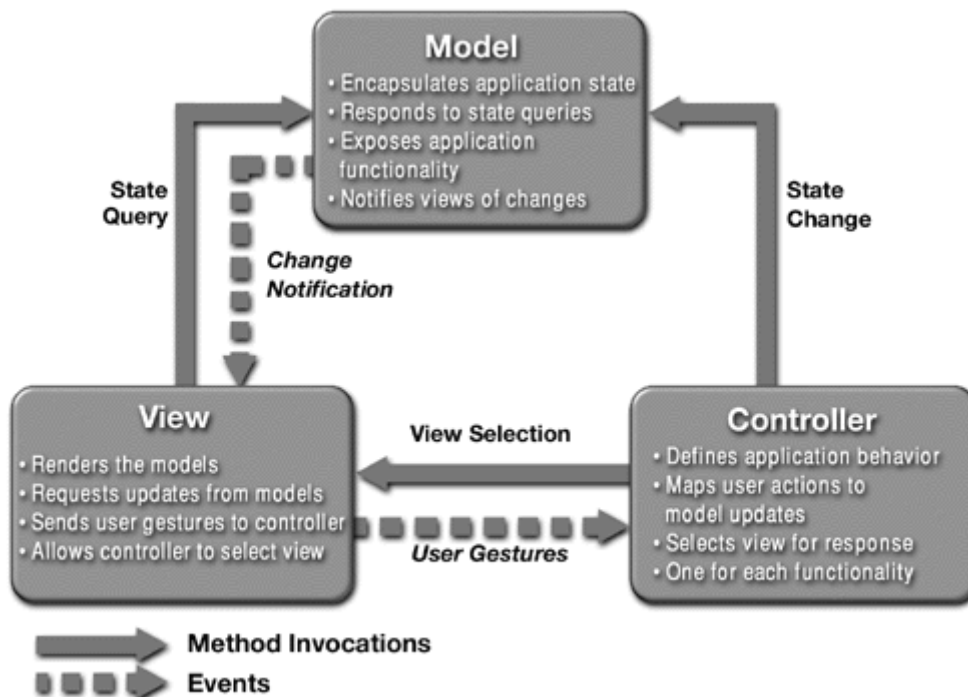 Model
• Encapsulates application state
• Responds to state queries
• Exposes application
functionality
• Notifies views of changes
State
Query
Change
Notification
State
Change
View
• Renders the models
• Requests updates from models
• Sends user gestures to controller
• Allows controller to select view
View Selection
User Gestures
Controller
• Defines application behavior
• Maps user actions to
model updates
• Selects view for response
• One for each functionality
Method Invocations
Events